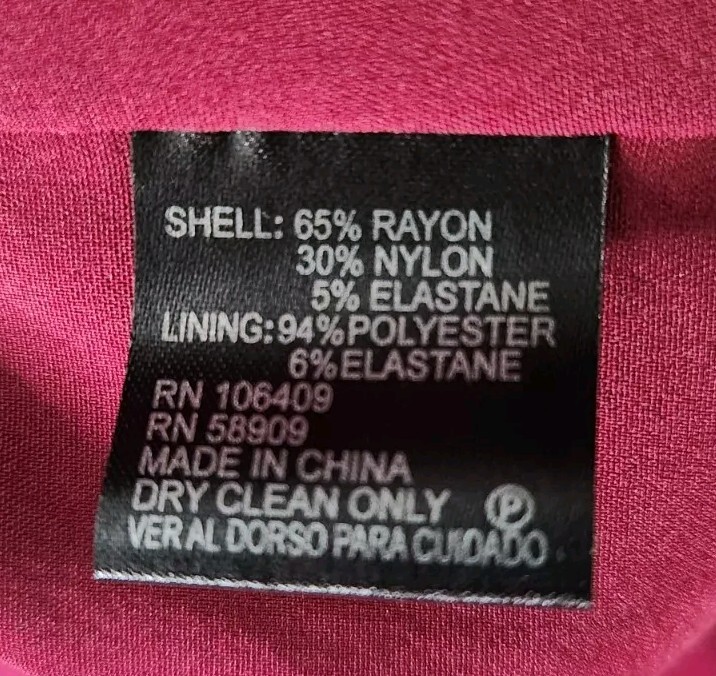 SHELL: 65% RAYON
30% NYLON
5% ELASTANE
LINING: 94% POLYESTER
6% ELASTANE
RN 106409
RN 58909
MADE IN CHINA
DRY CLEAN ONLY Ⓟ
VER AL DORSO PARA CUIDADO